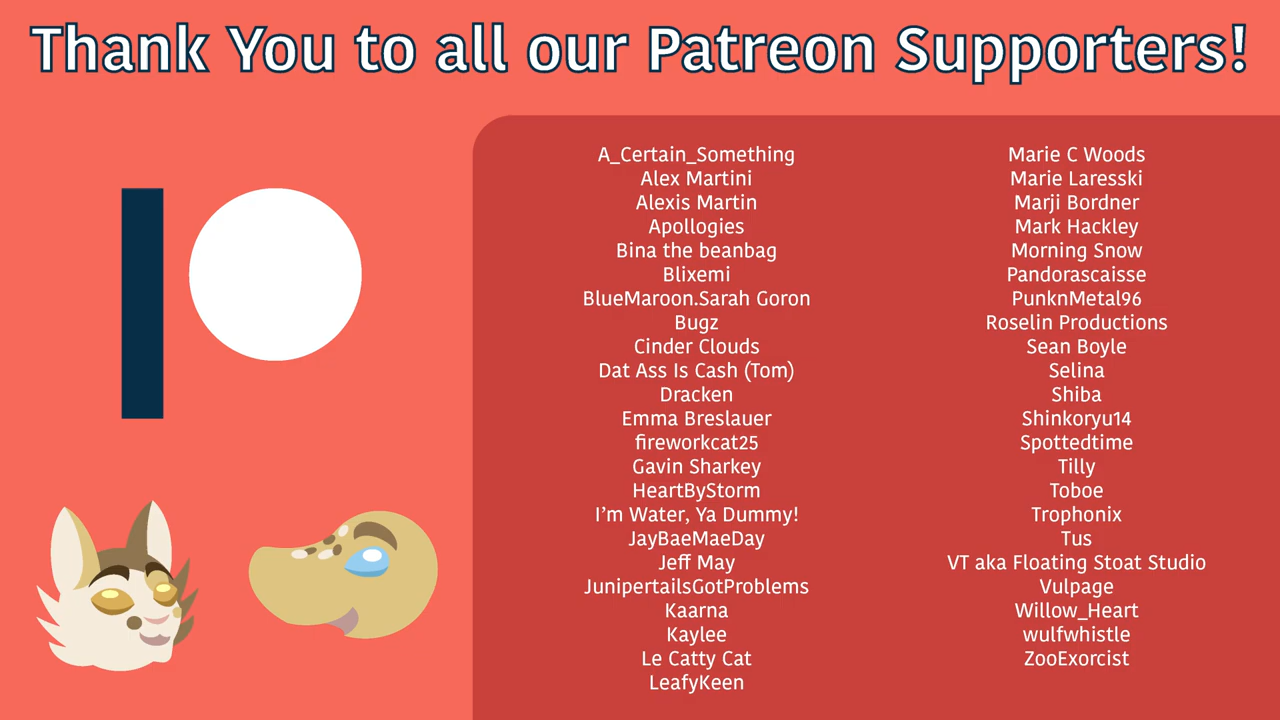 Thank You to all our Patreon Supporters!
A_Certain_Something
Alex Martini
Alexis Martin
Apollogies
Bina the beanbag
Blixemi
BlueMaroon.Sarah Goron
Bugz
Cinder Clouds
Dat Ass Is Cash (Tom)
Dracken
Emma Breslauer
fireworkcat25
Gavin Sharkey
HeartByStorm
I'm Water, Ya Dummy!
JayBaeMaeDay
Jeff May
JunipertailsGotProblems
Kaarna
Kaylee
Le Catty Cat
LeafyKeen
Marie C Woods
Marie Laresski
Marji Bordner
Mark Hackley
Morning Snow
Pandorascaisse
PunknMetal96
Roselin Productions
Sean Boyle
Selina
Shiba
Shinkoryu14
Spottedtime
Tilly
Toboe
Trophonix
Tus
VT aka Floating Stoat Studio
Vulpage
Willow_Heart
wulfwhistle
ZooExorcist